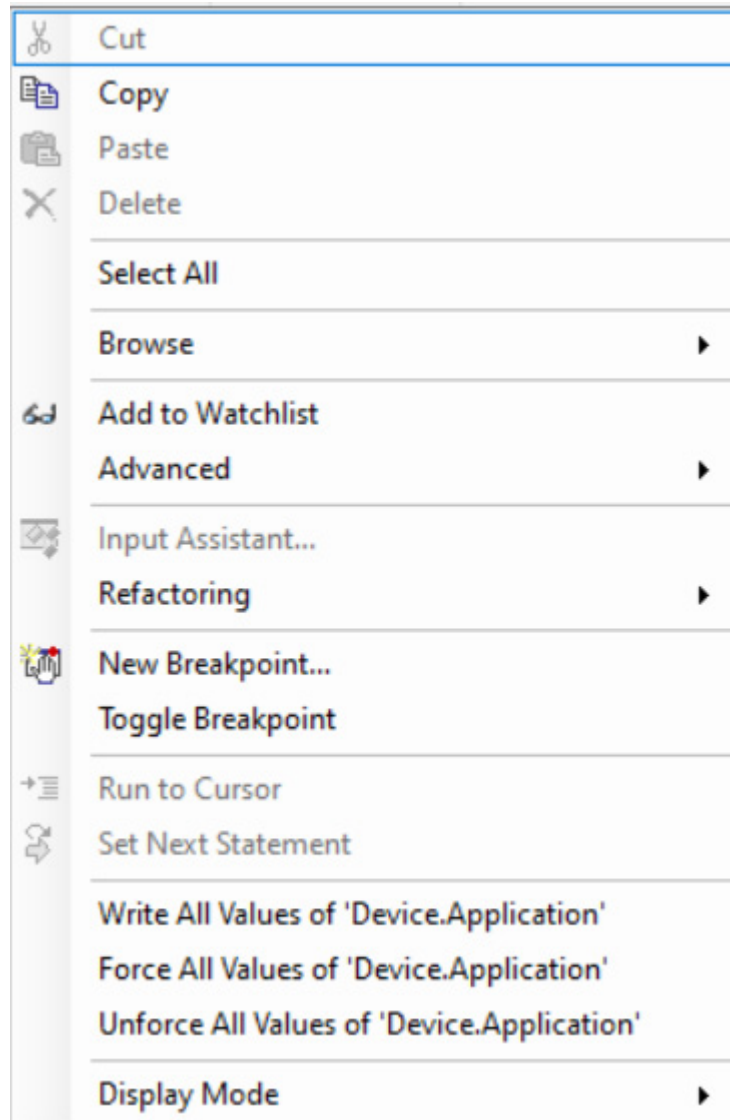 Cut
Copy
Paste
Delete
Select All
Browse
Add to Watchlist
Advanced
Input Assistant...
Refactoring
New Breakpoint...
Toggle Breakpoint
Run to Cursor
Set Next Statement
Write All Values of 'Device.Application'
Force All Values of 'Device.Application'
Unforce All Values of 'Device.Application'
Display Mode